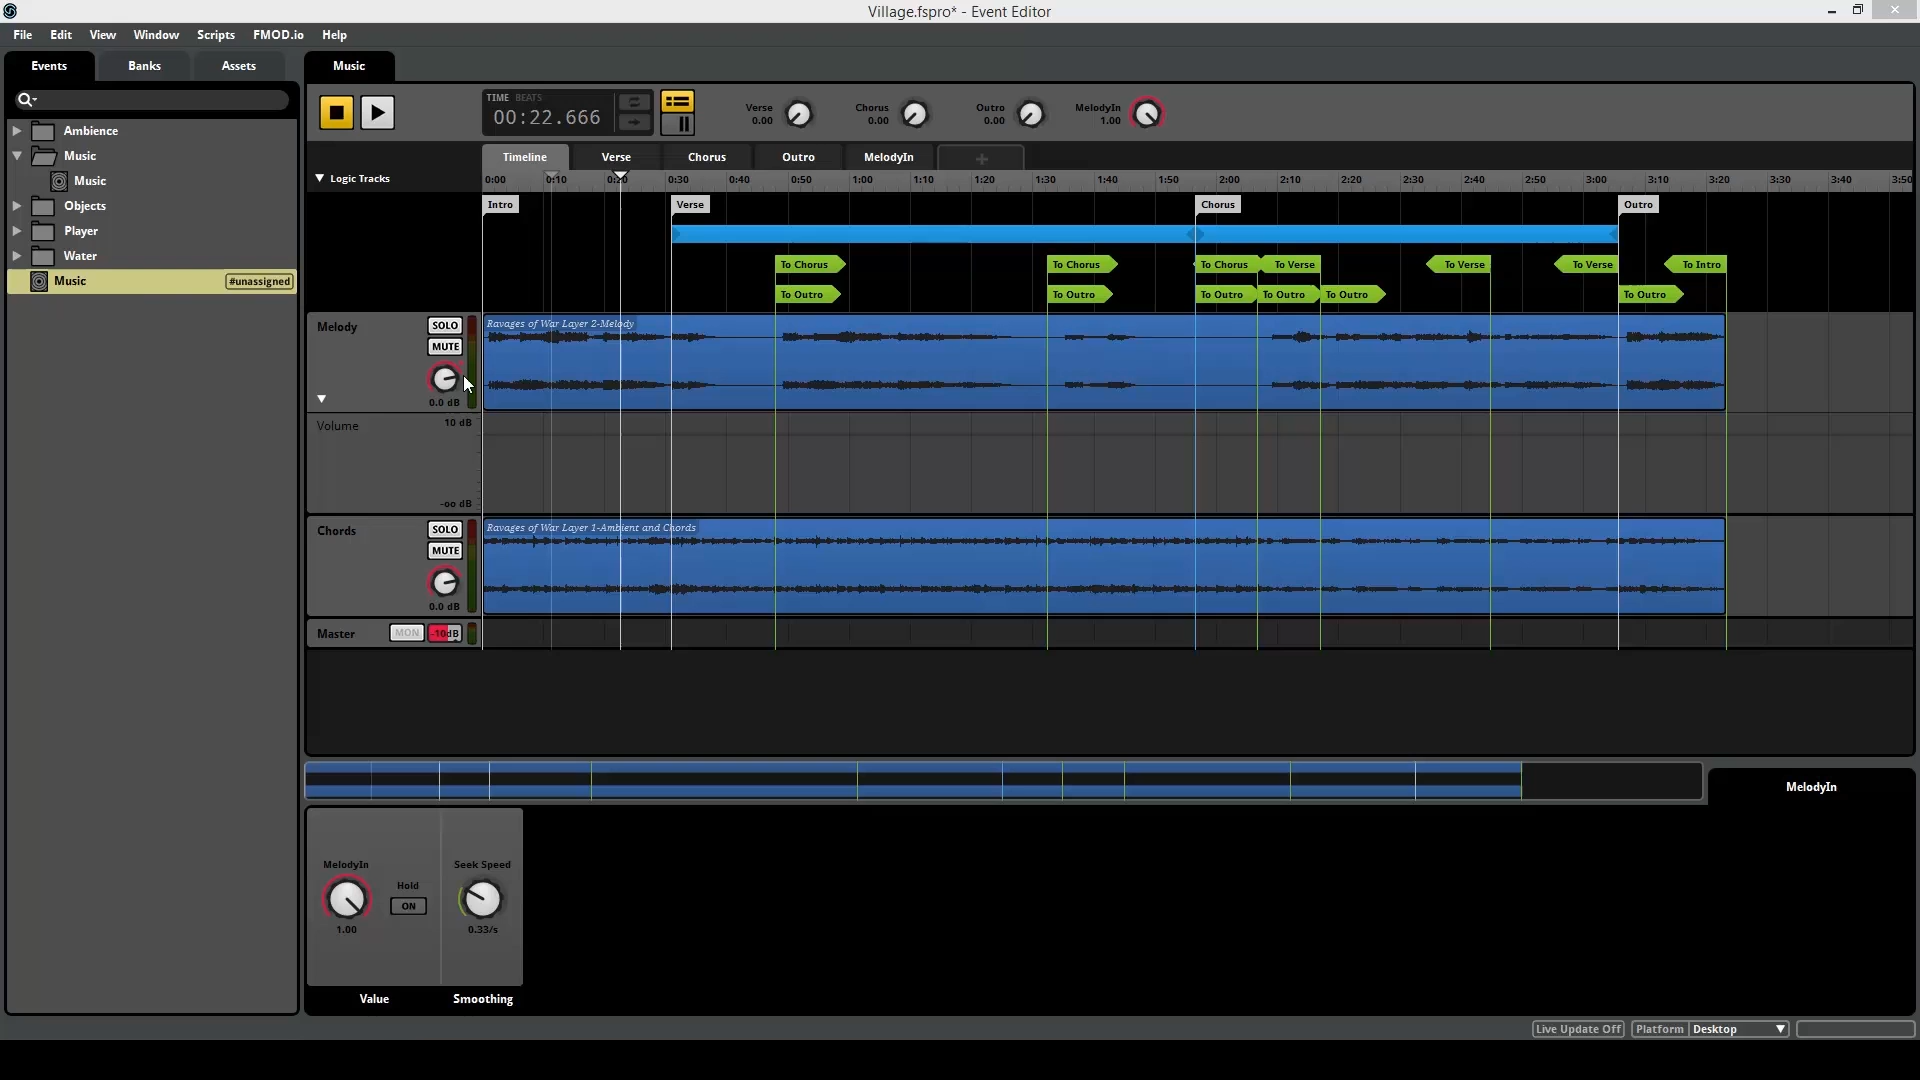 Village.fspro* - Event Editor
File Edit View Window Scripts FMOD.io Help
Events Banks Assets
Music
TIME BEATS
00:22.666
Verse
0.00
Chorus
0.00
Outro
0.00
MelodyIn
1.00
Ambience
Music
Music
Objects
Player
Water
Music #unassigned
Timeline Verse Chorus Outro MelodyIn +
Logic Tracks
0:00 0:10 0:20 0:30 0:40 0:50 1:00 1:10 1:20 1:30 1:40 1:50 2:00 2:10 2:20 2:30 2:40 2:50 3:00 3:10 3:20 3:30 3:40 3:50
Intro Verse Chorus Outro
To Chorus To Chorus To Chorus To Verse To Verse To Verse To Intro
To Outro To Outro To Outro To Outro To Outro To Outro
Melody SOLO
MUTE
0.0 dB
Ravages of War Layer 2-Melody
Volume 10 dB
-oo dB
Chords SOLO
MUTE
0.0 dB
Ravages of War Layer 1-Ambient and Chords
Master MON -10dB
MelodyIn
MelodyIn
1.00
Hold
ON
Seek Speed
0.33/s
Value Smoothing
Live Update Off Platform Desktop